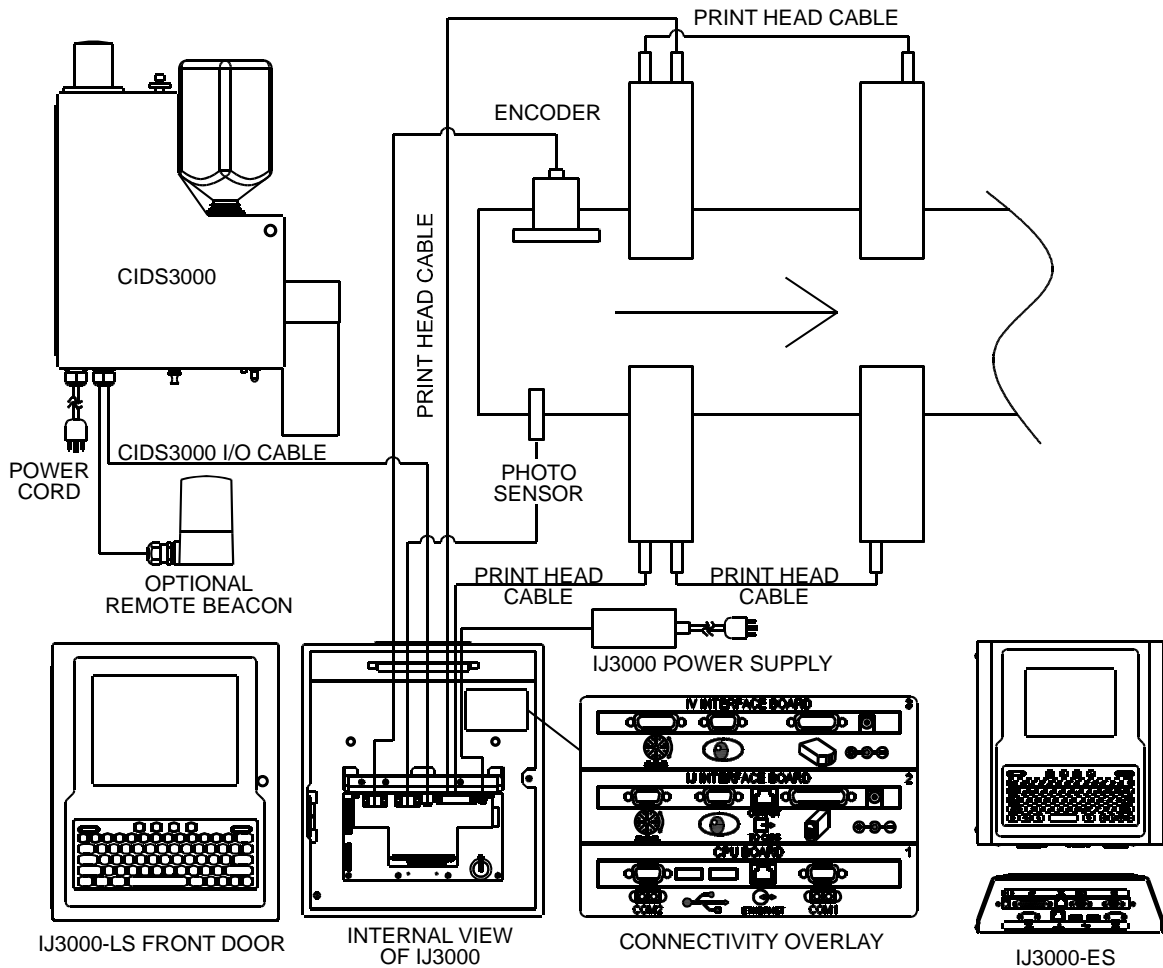 PRINT HEAD CABLE
ENCODER
PRINT HEAD CABLE
CIDS3000
CIDS3000 I/O CABLE
POWER
CORD
PHOTO
SENSOR
OPTIONAL
REMOTE BEACON
PRINT HEAD
CABLE
PRINT HEAD
CABLE
IJ3000 POWER SUPPLY
IV INTERFACE BOARD
3
IJ INTERFACE BOARD
2
CPU BOARD
1
COM2
ETHERNET
COM1
IJ3000-LS FRONT DOOR
INTERNAL VIEW
OF IJ3000
CONNECTIVITY OVERLAY
IJ3000-ES